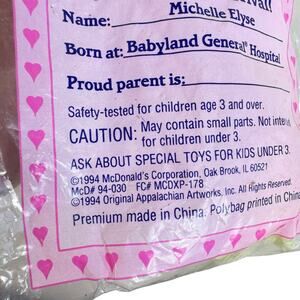 Name: Michelle Elyse
Born at: Babyland General® Hospital
Proud parent is:
Safety-tested for children age 3 and over.
CAUTION: May contain small parts. Not
for children under 3.
ASK ABOUT SPECIAL TOYS FOR KIDS UNDER 3.
©1994 McDonald's Corporation, Oak Brook, IL 60521
McD# 94-030 FC# MCDXP-178
©1994 Original Appalachian Artworks, Inc. All Rights Reserved.
Premium made in China. Polybag printed in China